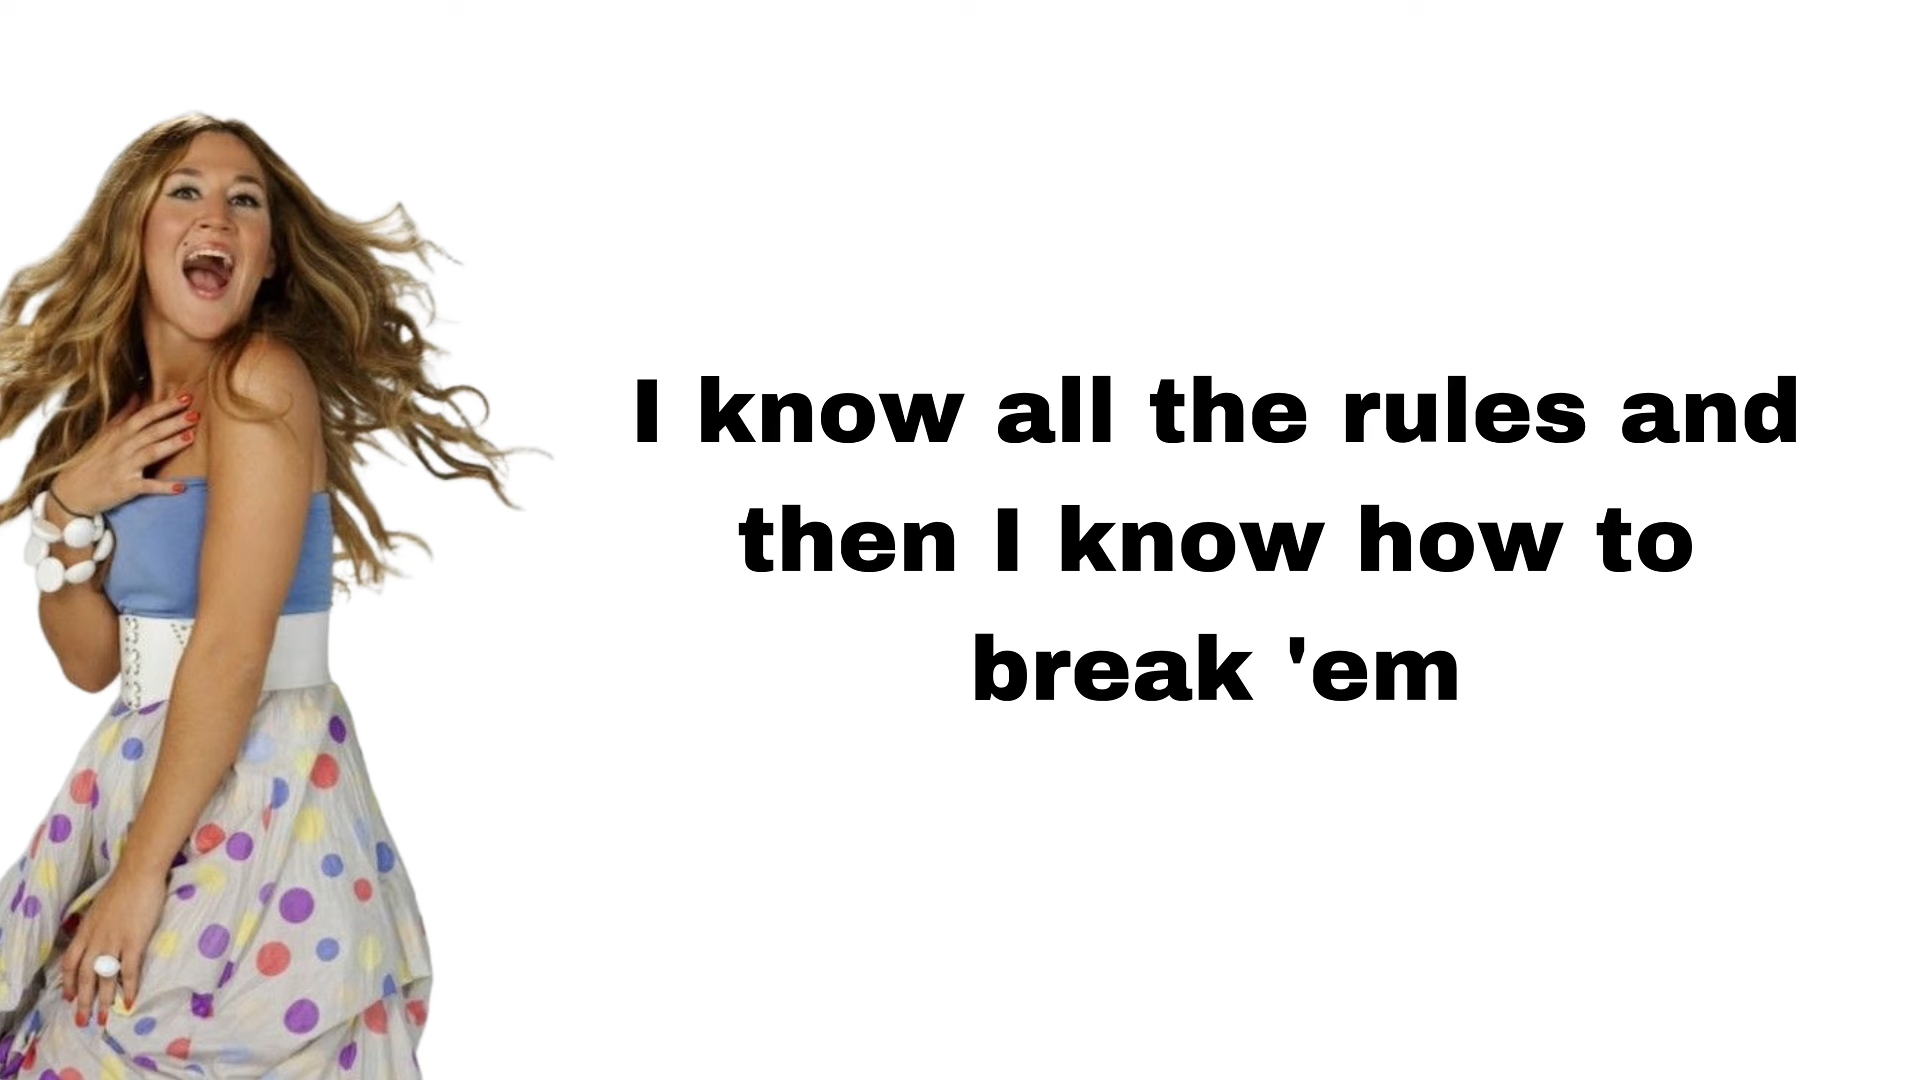 I know all the rules and
then I know how to
break 'em